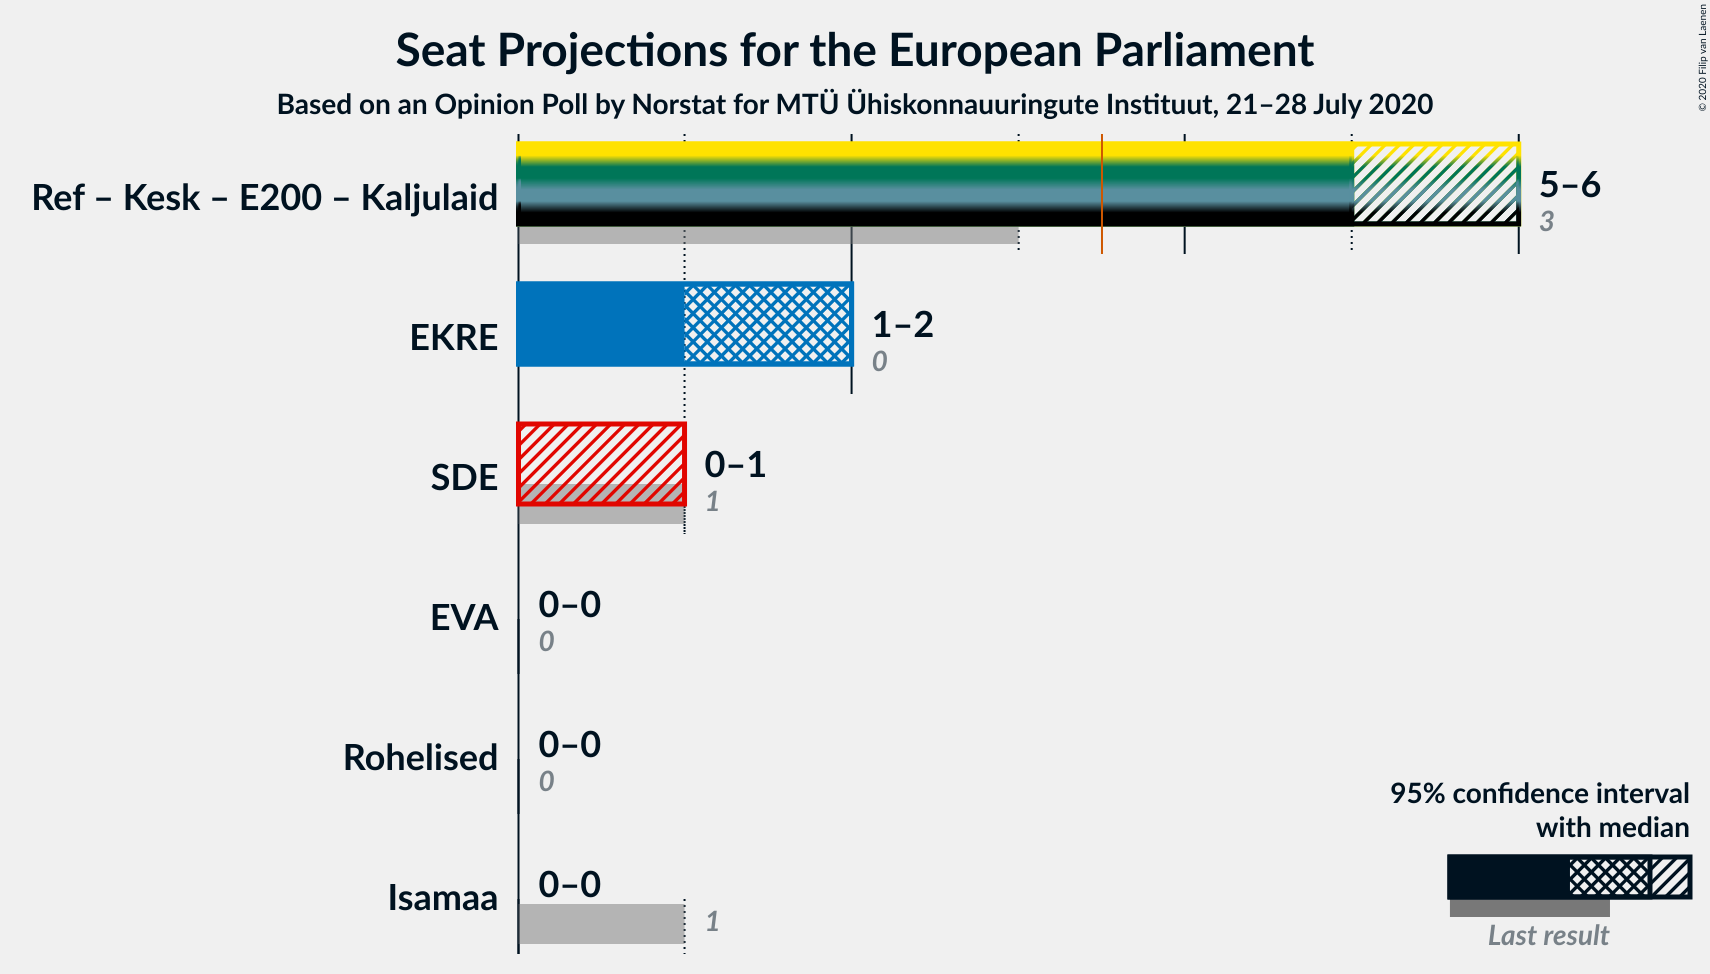 Seat Projections for the European Parliament
Based on an Opinion Poll by Norstat for MTÜ Ühiskonnauuringute Instituut, 21–28 July 2020
© 2020 Filip van Laenen
Ref – Kesk – E200 – Kaljulaid
5–6
3
EKRE
1–2
0
SDE
0–1
1
EVA
0–0
0
Rohelised
0–0
0
Isamaa
0–0
1
95% confidence interval
with median
Last result